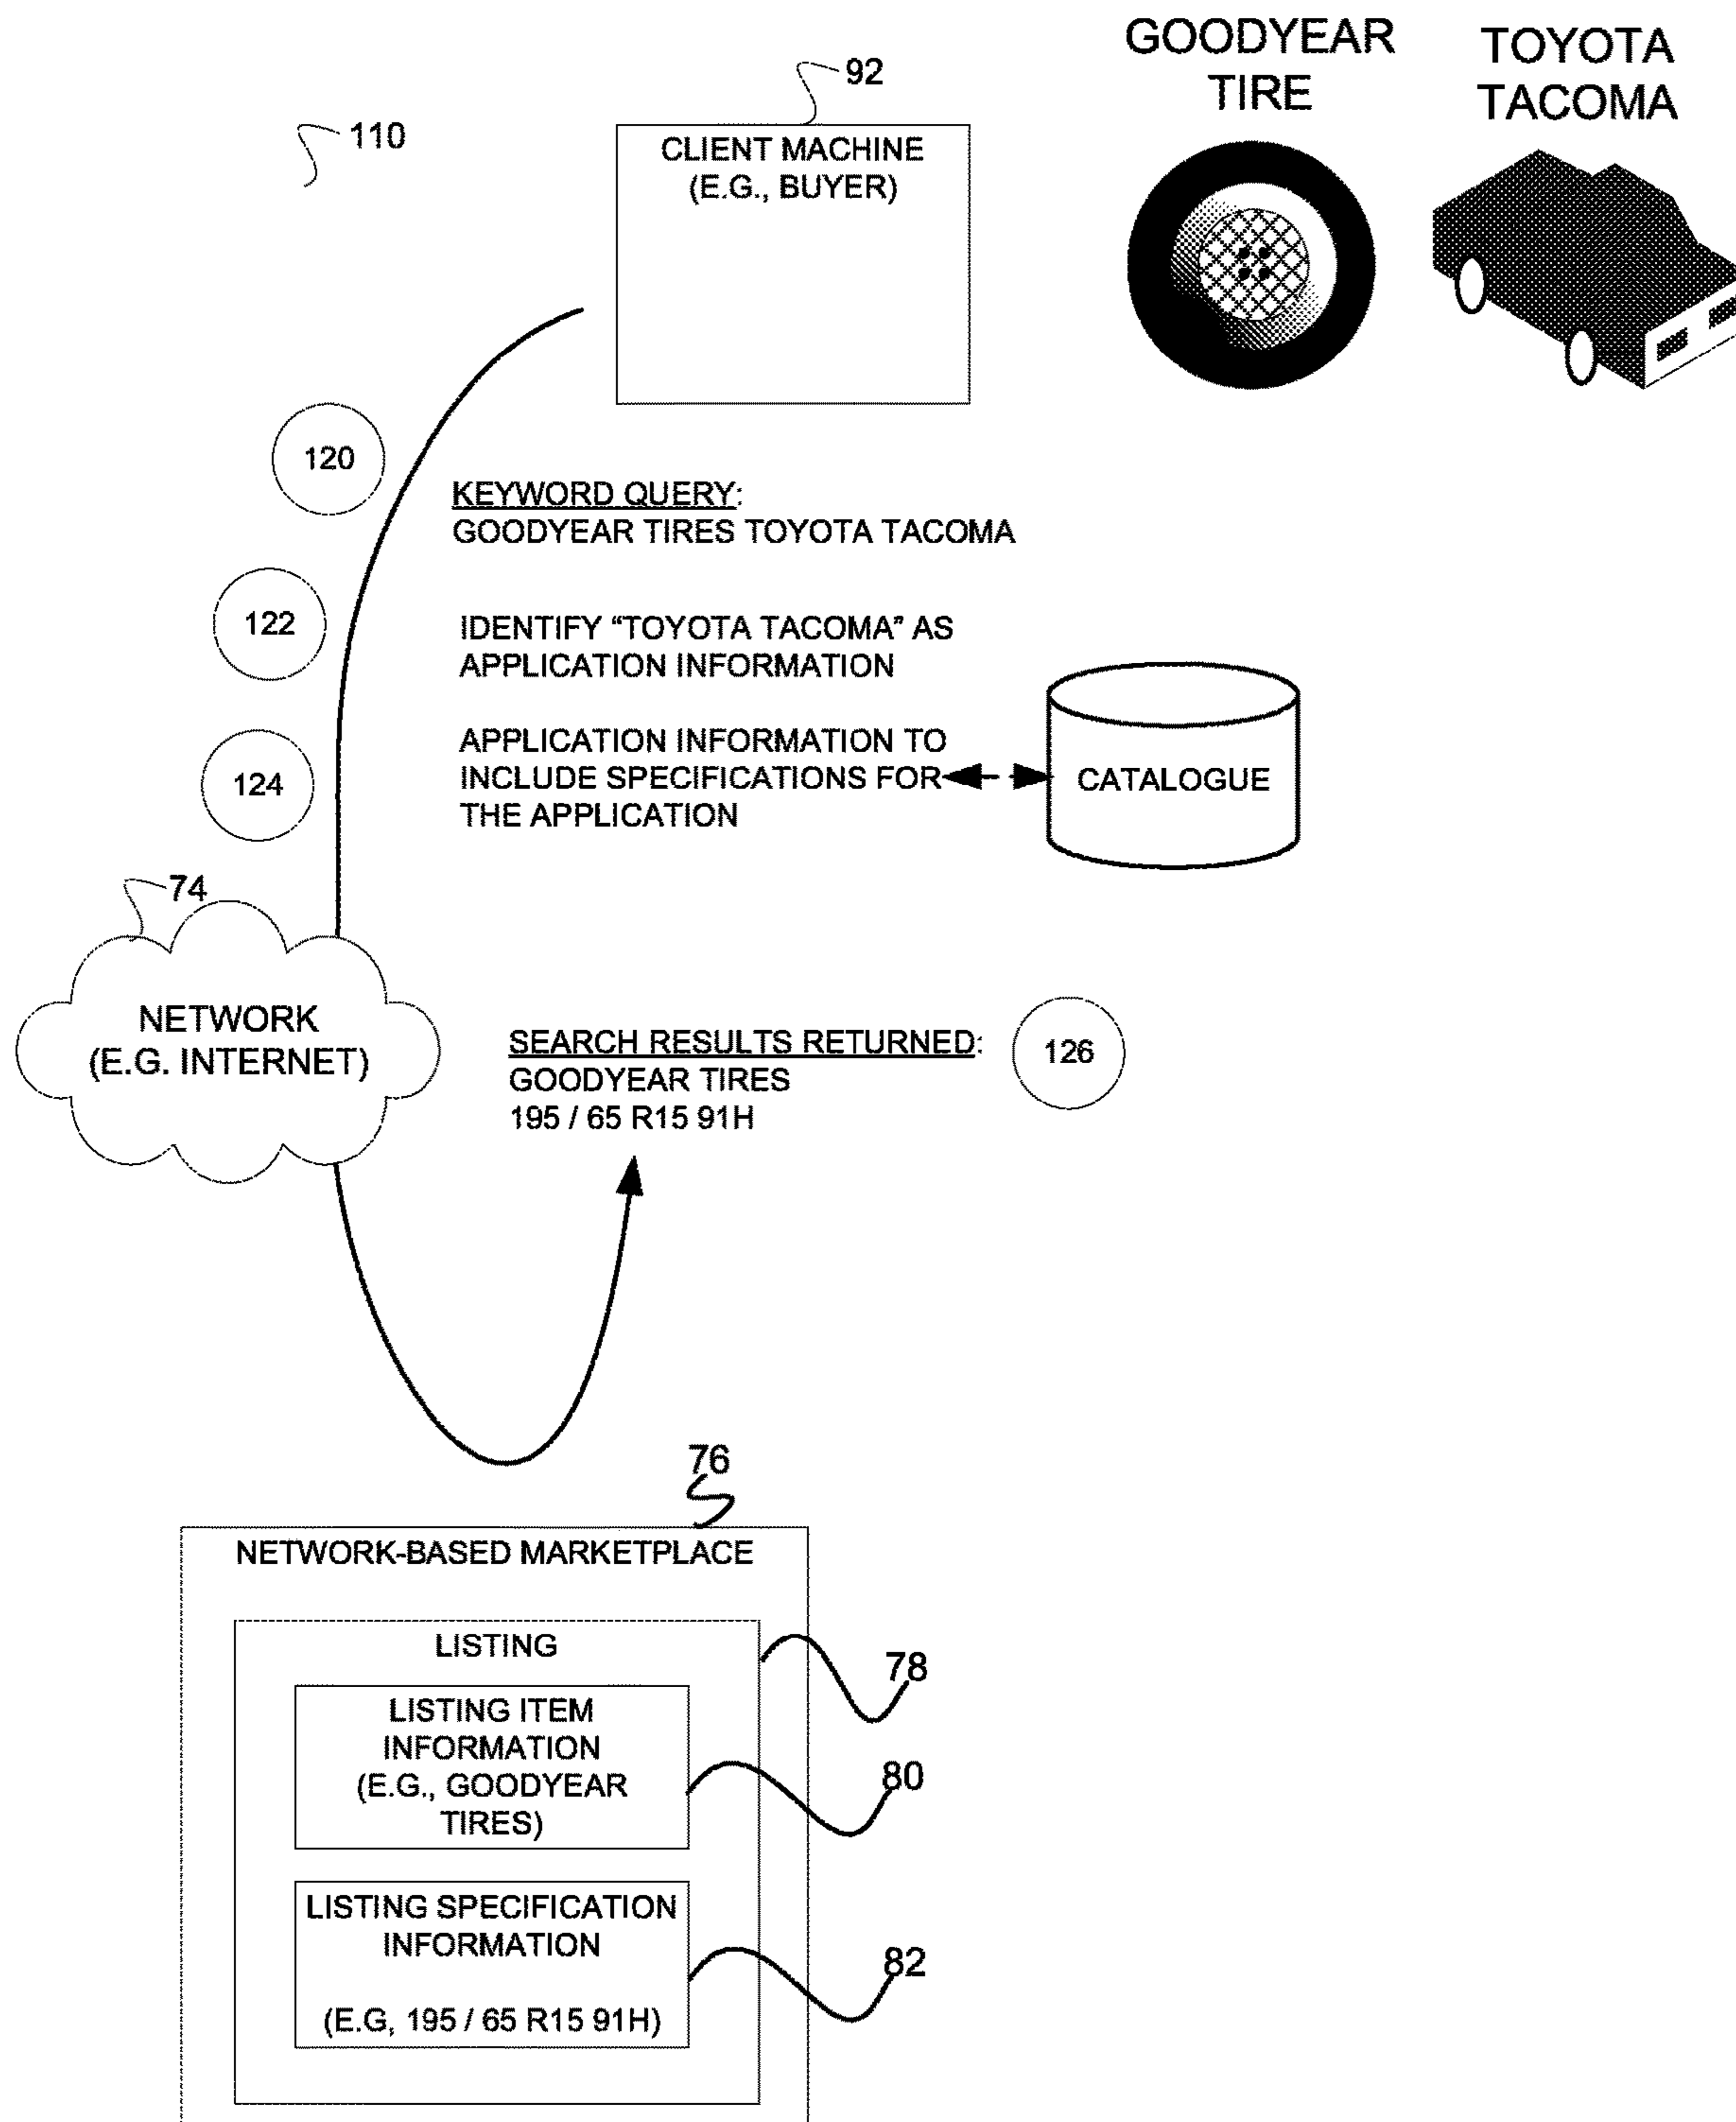 GOODYEAR
TIRE
TOYOTA
TACOMA
92
110
CLIENT MACHINE
(E.G., BUYER)
120
KEYWORD QUERY:
GOODYEAR TIRES TOYOTA TACOMA
122
IDENTIFY “TOYOTA TACOMA” AS
APPLICATION INFORMATION
124
APPLICATION INFORMATION TO
INCLUDE SPECIFICATIONS FOR
THE APPLICATION
CATALOGUE
74
NETWORK
(E.G. INTERNET)
SEARCH RESULTS RETURNED:
GOODYEAR TIRES
195 / 65 R15 91H
126
76
NETWORK-BASED MARKETPLACE
LISTING
78
LISTING ITEM
INFORMATION
(E.G., GOODYEAR
TIRES)
80
LISTING SPECIFICATION
INFORMATION
(E.G, 195 / 65 R15 91H)
82